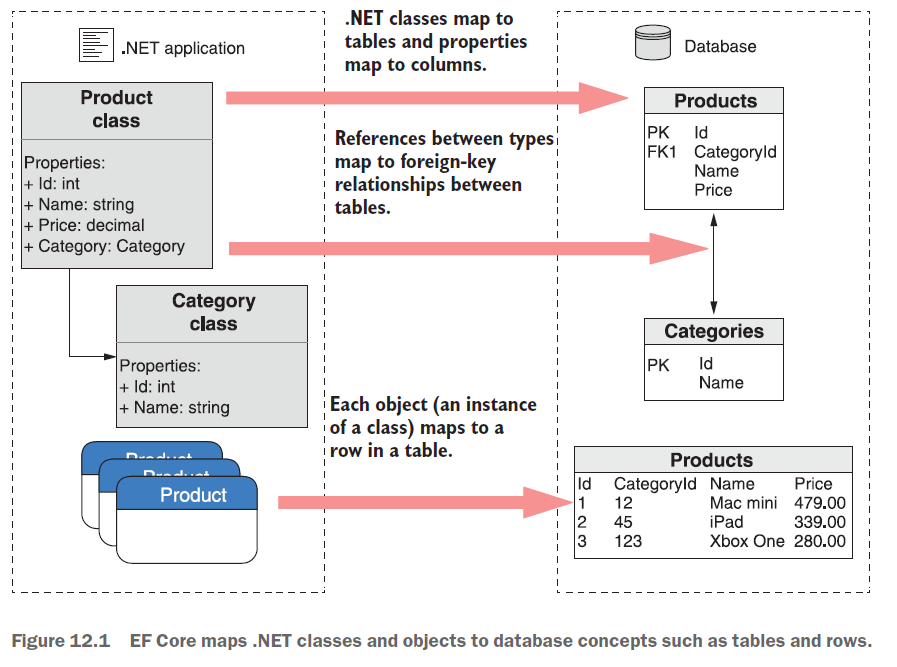 .NET application
.NET classes map to
tables and properties
map to columns.
Database
Product
class
Properties:
+ Id: int
+ Name: string
+ Price: decimal
+ Category: Category
References between types
map to foreign-key
relationships between
tables.
Products
PK Id
FK1 CategoryId
Name
Price
Category
class
Properties:
+ Id: int
+ Name: string
Categories
PK Id
Name
Each object (an instance
of a class) maps to a
row in a table.
Product
Product
Product
Products
Id CategoryId Name Price
1 12 Mac mini 479.00
2 45 iPad 339.00
3 123 Xbox One 280.00
Figure 12.1 EF Core maps .NET classes and objects to database concepts such as tables and rows.